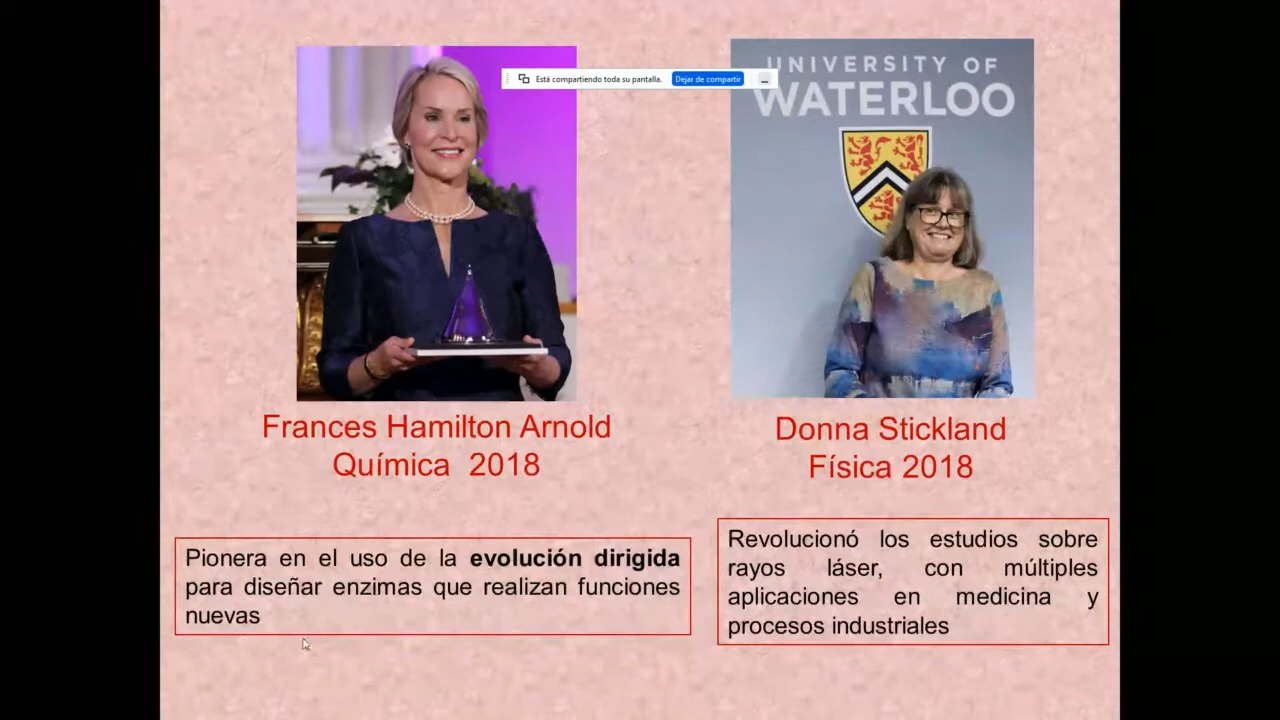 Está compartiendo toda su pantalla. Dejar de compartir
UNIVERSITY OF
WATERLOO
Frances Hamilton Arnold
Química 2018
Donna Stickland
Física 2018
Pionera en el uso de la evolución dirigida
para diseñar enzimas que realizan funciones
nuevas
Revolucionó los estudios sobre
rayos láser, con múltiples
aplicaciones en medicina y
procesos industriales